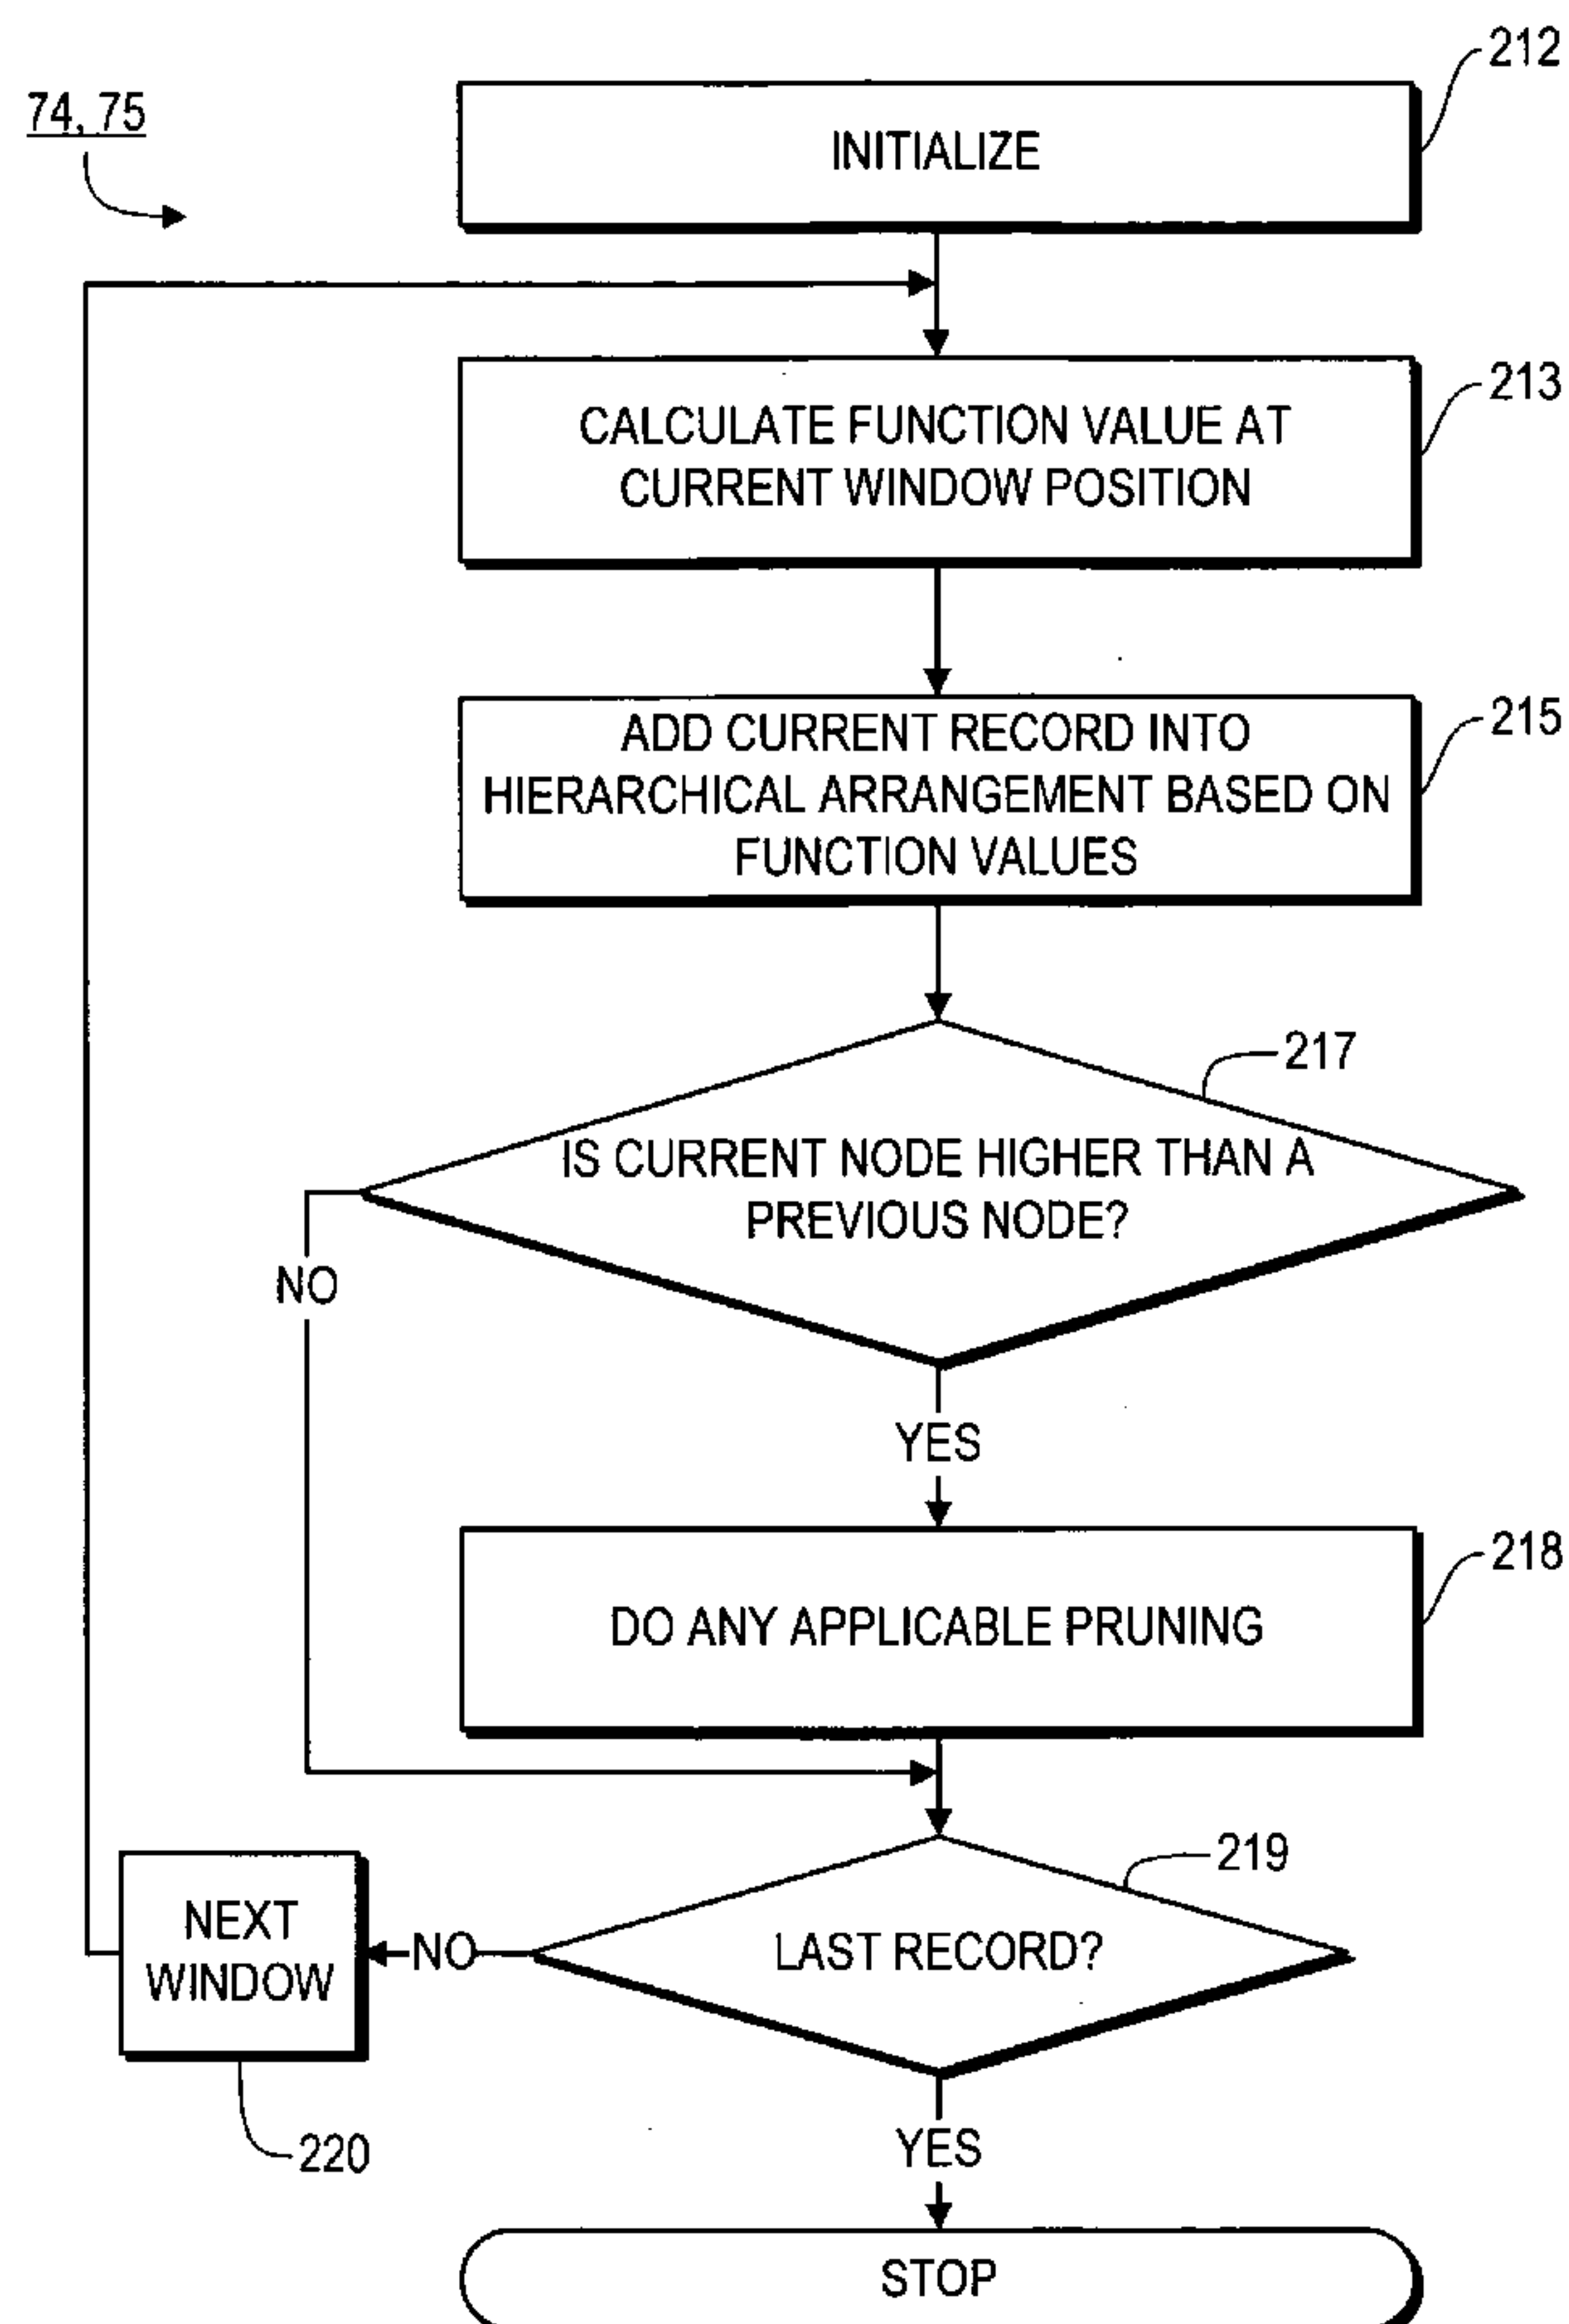 212
74, 75
INITIALIZE
213
CALCULATE FUNCTION VALUE AT
CURRENT WINDOW POSITION
215
ADD CURRENT RECORD INTO
HIERARCHICAL ARRANGEMENT BASED ON
FUNCTION VALUES
217
IS CURRENT NODE HIGHER THAN A
PREVIOUS NODE?
NO
YES
218
DO ANY APPLICABLE PRUNING
219
NEXT
WINDOW
NO
LAST RECORD?
220
YES
STOP